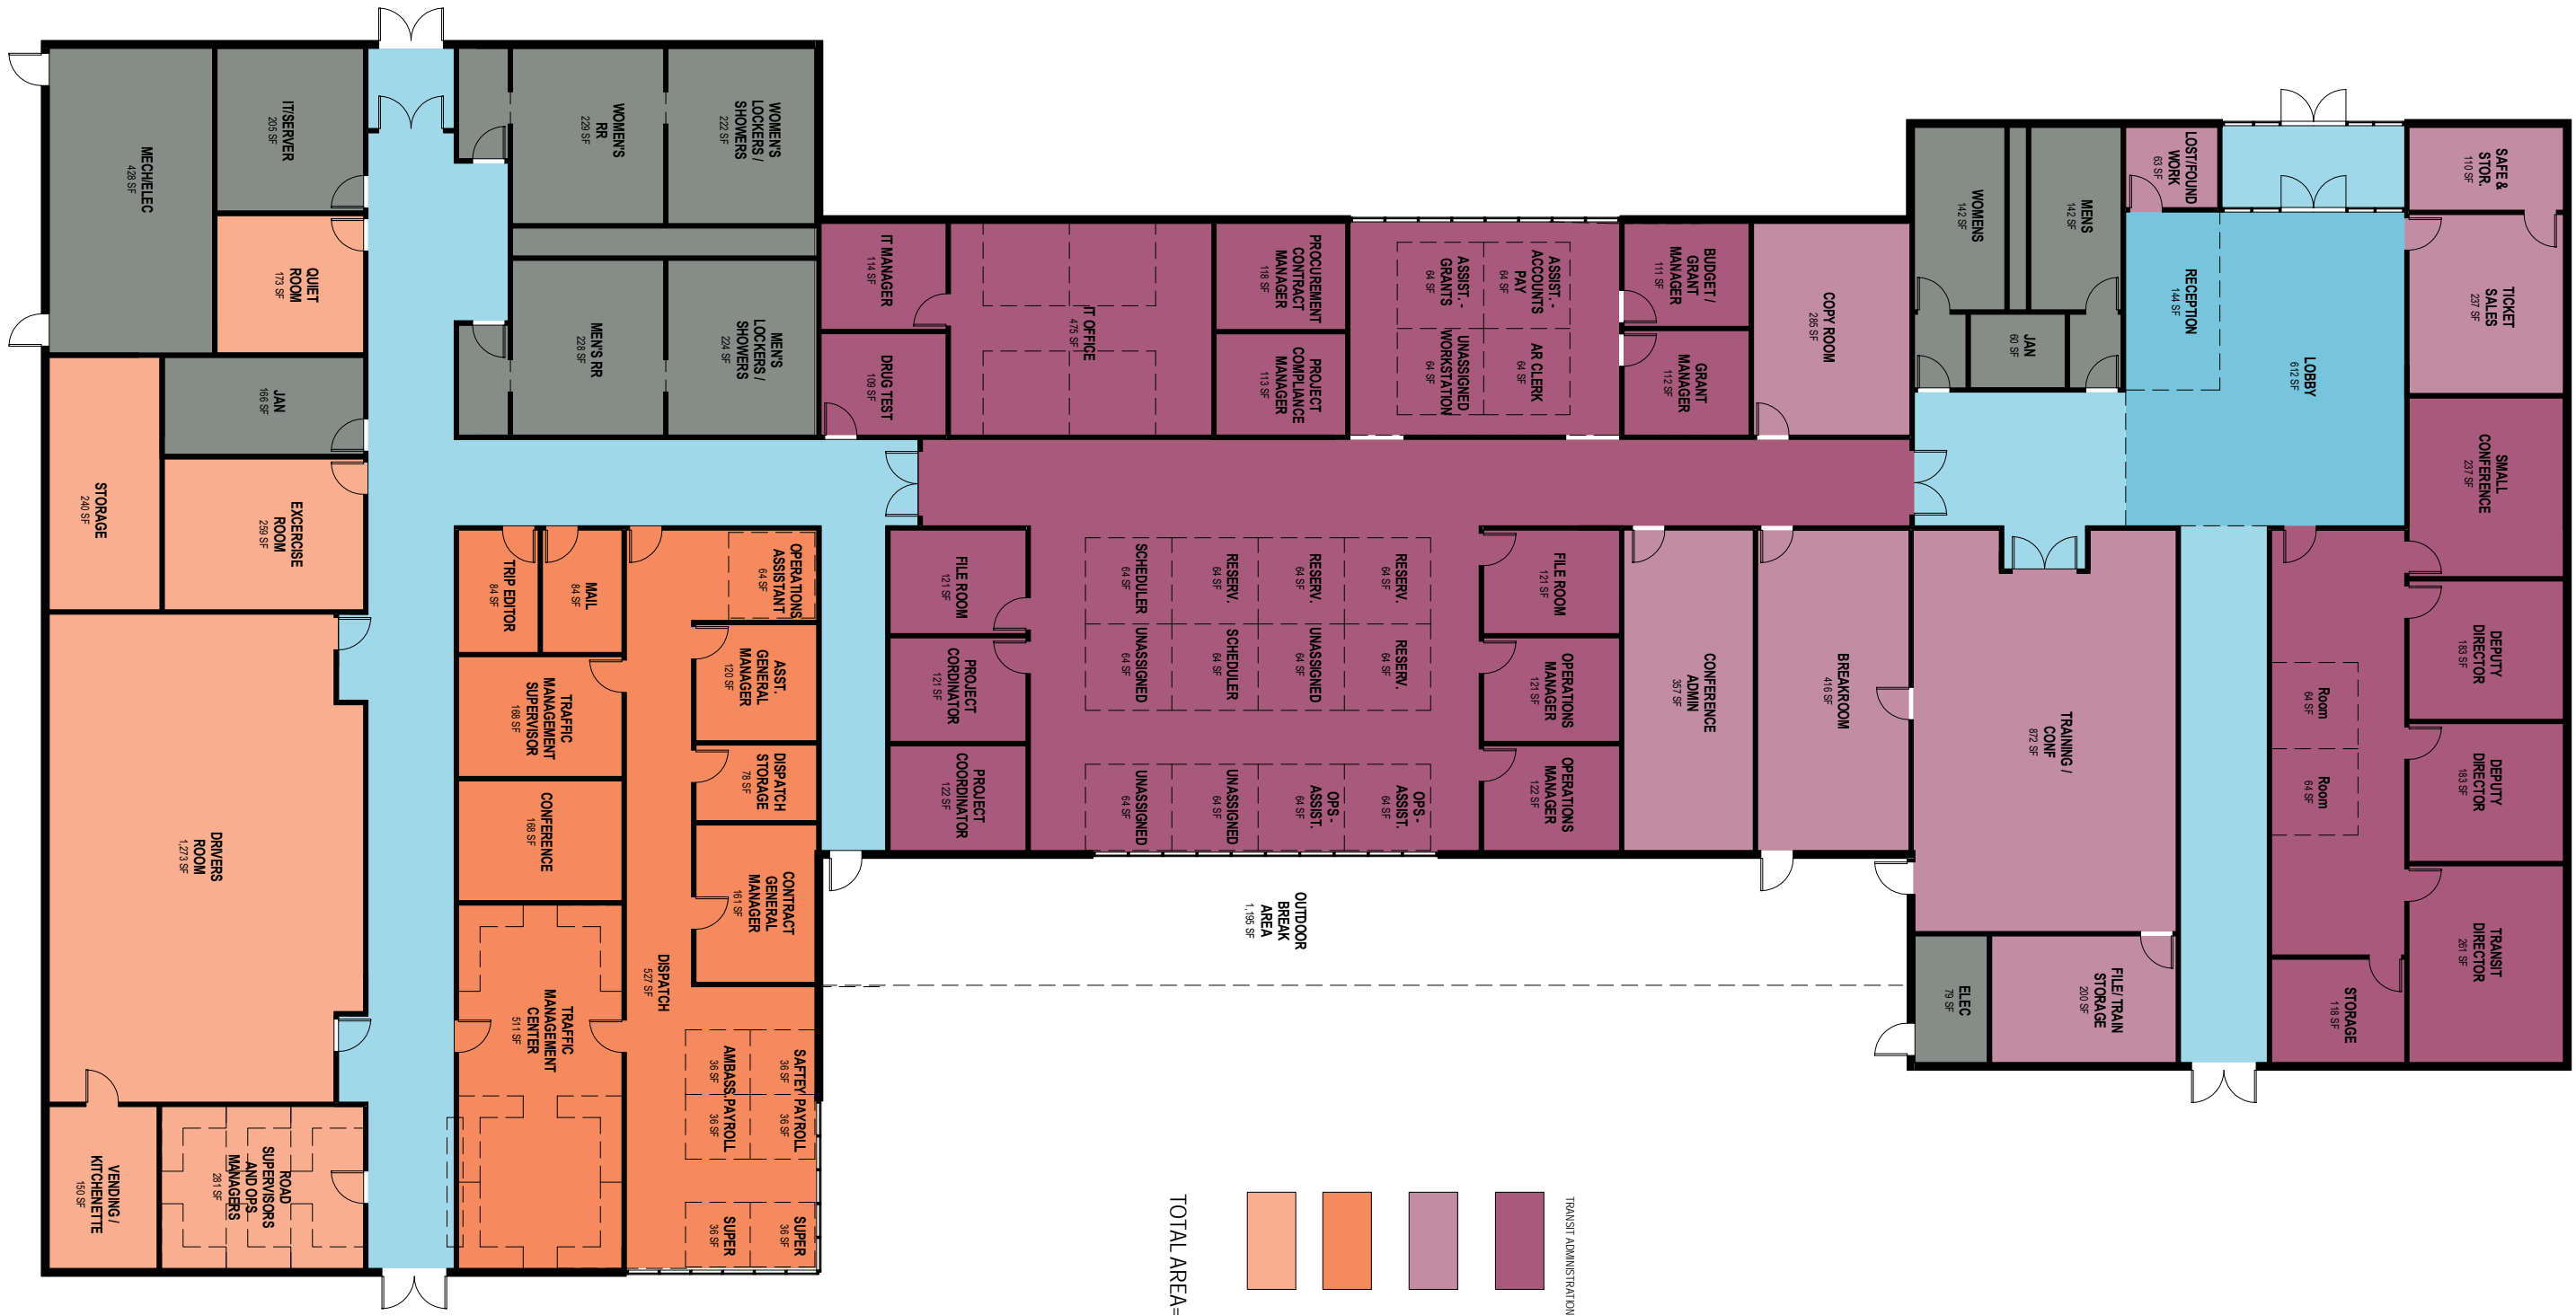 MECH/ELEC
428 SF
IT/SERVER
205 SF
QUIET
ROOM
173 SF
JAN
166 SF
STORAGE
240 SF
EXCERCISE
ROOM
259 SF
DRIVERS
ROOM
1,273 SF
VENDING /
KITCHENETTE
150 SF
ROAD
SUPERVISORS
AND OPS
MANAGERS
281 SF
WOMEN'S
RR
229 SF
WOMEN'S
LOCKERS /
SHOWERS
222 SF
MEN'S RR
228 SF
MEN'S
LOCKERS /
SHOWERS
224 SF
TRIP EDITOR
84 SF
MAIL
84 SF
OPERATIONS
ASSISTANT
64 SF
TRAFFIC
MANAGEMENT
SUPERVISOR
168 SF
ASST.
GENERAL
MANAGER
120 SF
DISPATCH
STORAGE
78 SF
CONFERENCE
168 SF
CONTRACT
GENERAL
MANAGER
161 SF
DISPATCH
527 SF
TRAFFIC
MANAGEMENT
CENTER
511 SF
SAFTEY
36 SF
PAYROLL
36 SF
AMBASS.
36 SF
PAYROLL
36 SF
SUPER
36 SF
SUPER
36 SF
IT MANAGER
114 SF
DRUG TEST
109 SF
IT OFFICE
475 SF
PROCUREMENT
CONTRACT
MANAGER
118 SF
PROJECT
COMPLIANCE
MANAGER
113 SF
ASSIST. -
GRANTS
64 SF
ASSIST. -
ACCOUNTS
PAY
64 SF
UNASSIGNED
WORKSTATION
64 SF
AR CLERK
64 SF
BUDGET /
GRANT
MANAGER
111 SF
GRANT
MANAGER
112 SF
COPY ROOM
285 SF
FILE ROOM
121 SF
PROJECT
CORDINATOR
121 SF
PROJECT
COORDINATOR
122 SF
SCHEDULER
64 SF
RESERV.
64 SF
RESERV.
64 SF
RESERV.
64 SF
UNASSIGNED
64 SF
SCHEDULER
64 SF
UNASSIGNED
64 SF
RESERV.
64 SF
UNASSIGNED
64 SF
UNASSIGNED
64 SF
OPS -
ASSIST.
64 SF
OPS -
ASSIST.
64 SF
FILE ROOM
121 SF
OPERATIONS
MANAGER
121 SF
OPERATIONS
MANAGER
122 SF
CONFERENCE
ADMIN
357 SF
BREAKROOM
416 SF
OUTDOOR
BREAK
AREA
1,195 SF
WOMENS
142 SF
MENS
142 SF
JAN
60 SF
LOST/FOUND
WORK
63 SF
RECEPTION
144 SF
LOBBY
612 SF
SAFE &
STOR.
110 SF
TICKET
SALES
237 SF
SMALL
CONFERENCE
237 SF
DEPUTY
DIRECTOR
183 SF
DEPUTY
DIRECTOR
183 SF
TRANSIT
DIRECTOR
261 SF
Room
64 SF
Room
64 SF
STORAGE
118 SF
TRAINING /
CONF
872 SF
FILE/ TRAIN
STORAGE
200 SF
ELEC
79 SF
TRANSIT ADMINISTRATION
TOTAL AREA=